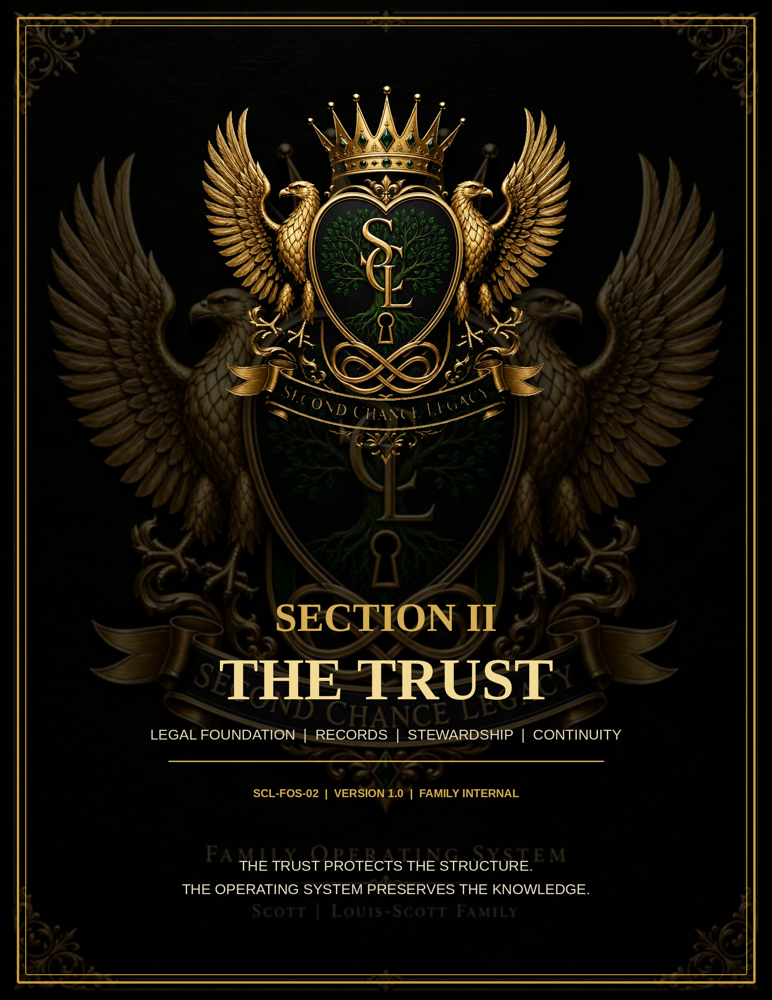 SCL
SECOND CHANCE LEGACY
CL
SECTION II
THE TRUST
SECOND CHANCE LEGACY
LEGAL FOUNDATION | RECORDS | STEWARDSHIP | CONTINUITY
SCL-FOS-02 | VERSION 1.0 | FAMILY INTERNAL
FAMILY OPERATING SYSTEM
THE TRUST PROTECTS THE STRUCTURE.
THE OPERATING SYSTEM PRESERVES THE KNOWLEDGE.
SCOTT | LOUIS-SCOTT FAMILY